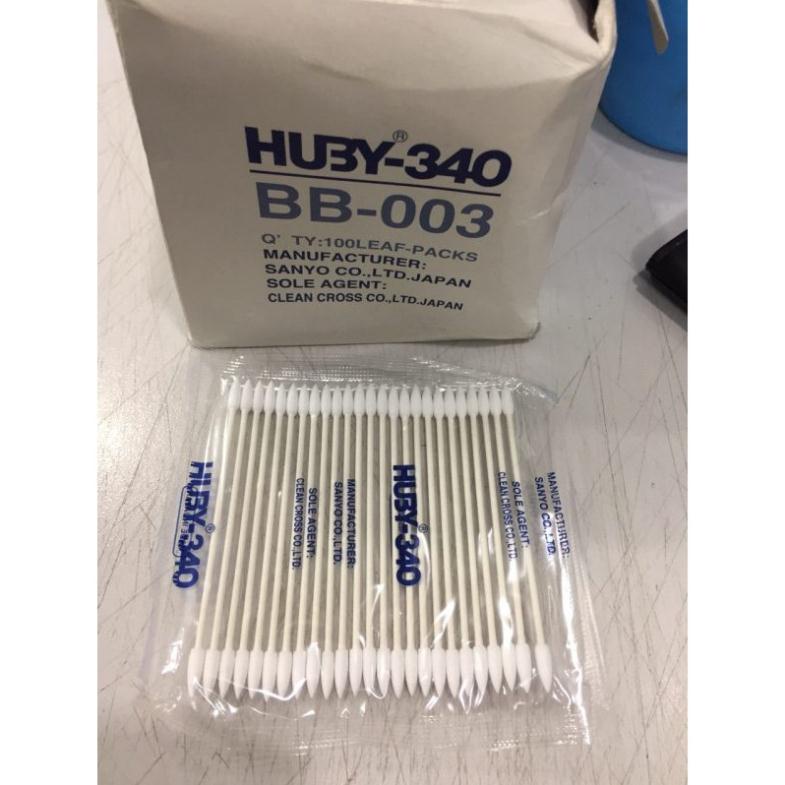 HUBY®-340
BB-003
Q' TY:100LEAF-PACKS
MANUFACTURER:
SANYO CO.,LTD.JAPAN
SOLE AGENT:
CLEAN CROSS CO.,LTD.JAPAN
HUBY®-340
SOLE AGENT:
CLEAN CROSS CO.,LTD.
MANUFACTURER:
SANYO CO.,LTD.
HUBY®-340
SOLE AGENT:
CLEAN CROSS CO.,LTD.
MANUFACTURER:
SANYO CO.,LTD.